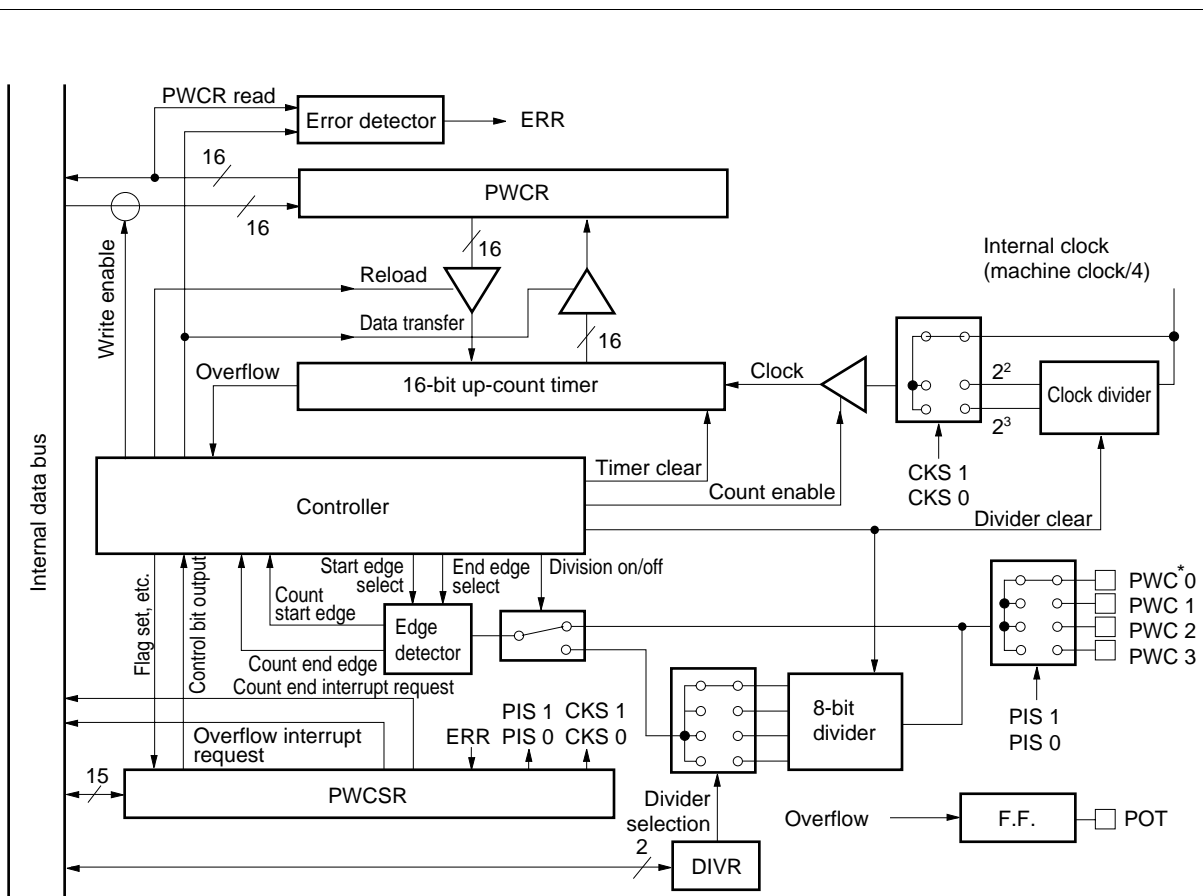 PWCR read
Error detector
ERR
16
16
PWCR
16
Internal clock
(machine clock/4)
Write enable
Reload
Data transfer
16
Overflow
16-bit up-count timer
Clock
2²
Clock divider
2³
Internal data bus
Timer clear
CKS 1
CKS 0
Controller
Count enable
Divider clear
Flag set, etc.
Control bit output
Start edge
select
End edge
select
Division on/off
Count
start edge
Edge
detector
PWC*0
PWC 1
PWC 2
PWC 3
Count end edge
Count end interrupt request
PIS 1
PIS 0
CKS 1
CKS 0
8-bit
divider
PIS 1
PIS 0
Overflow interrupt
request
ERR
15
PWCSR
Divider
selection
Overflow
F.F.
POT
2
DIVR